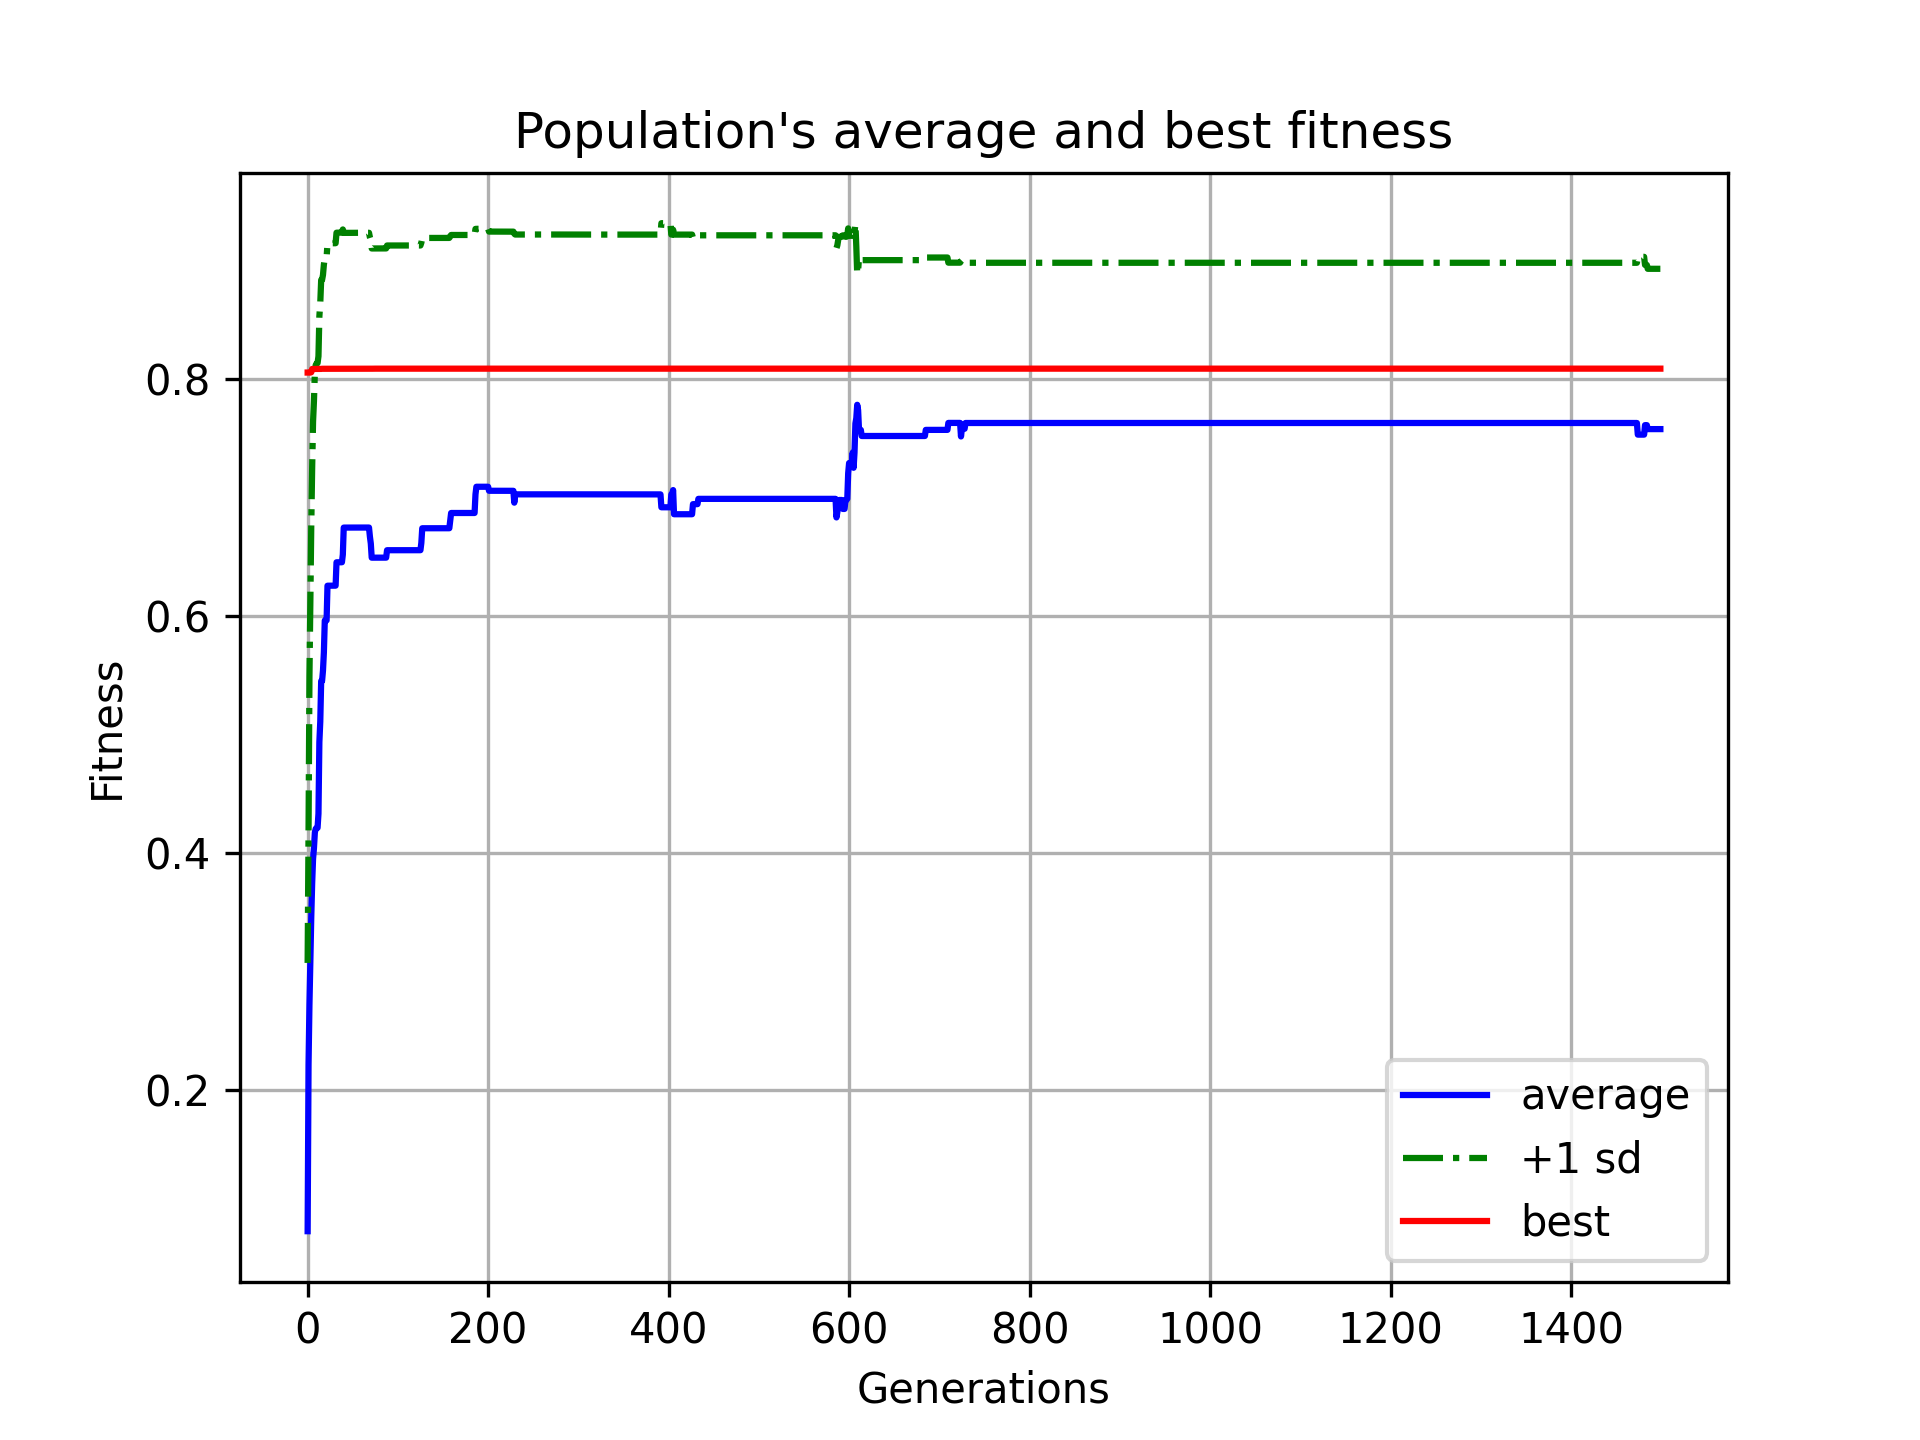 Population's average and best fitness
Fitness
0.8
0.6
0.4
0.2
0 200 400 600 800 1000 1200 1400
Generations
average
+1 sd
best